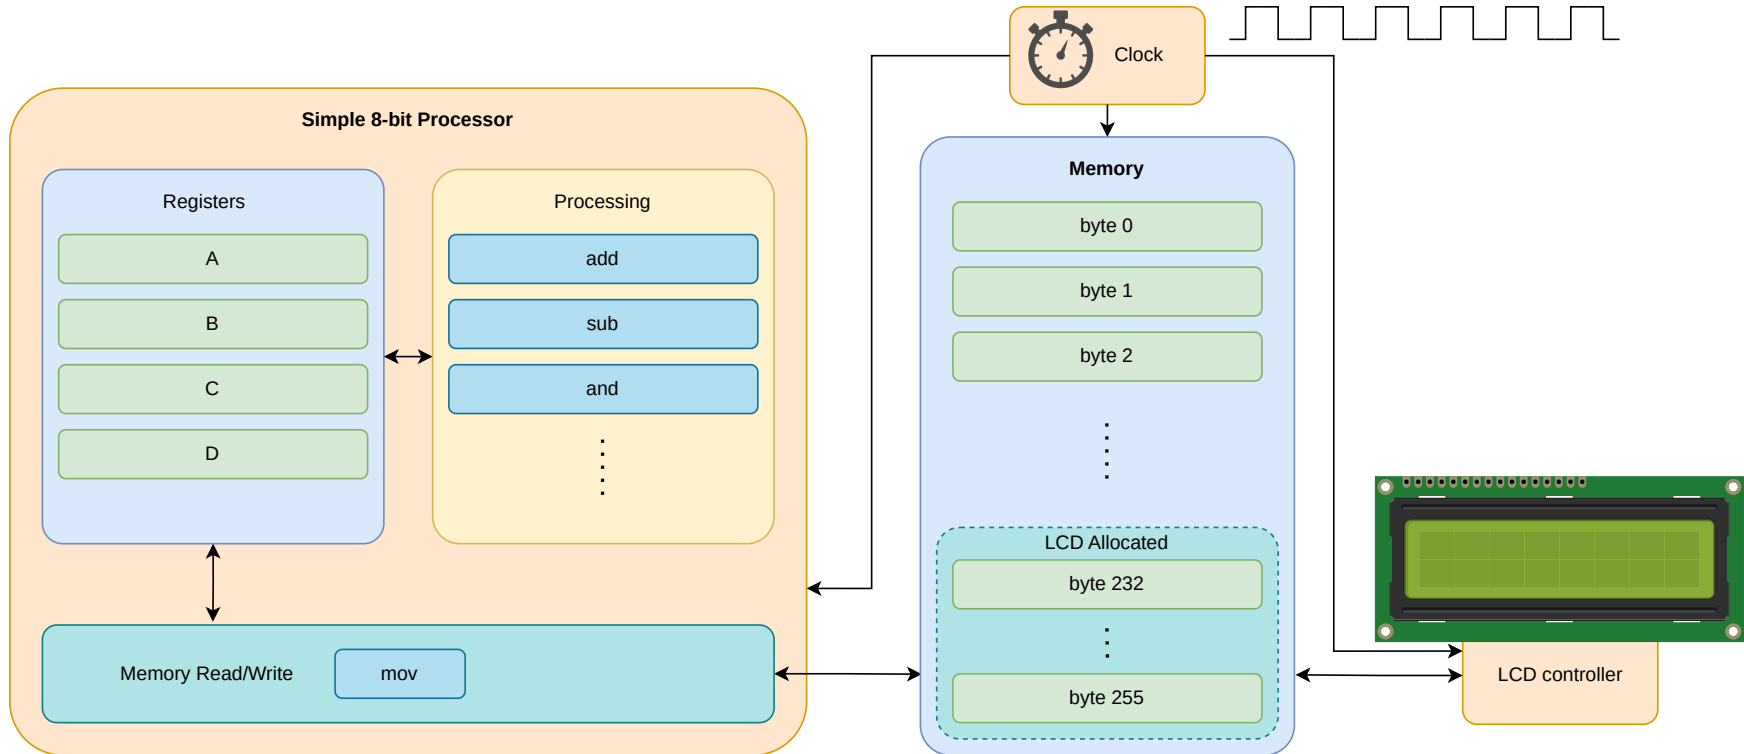 Clock
Simple 8-bit Processor
Registers
A
B
C
D
Processing
add
sub
and
Memory Read/Write
mov
Memory
byte 0
byte 1
byte 2
LCD Allocated
byte 232
byte 255
LCD controller